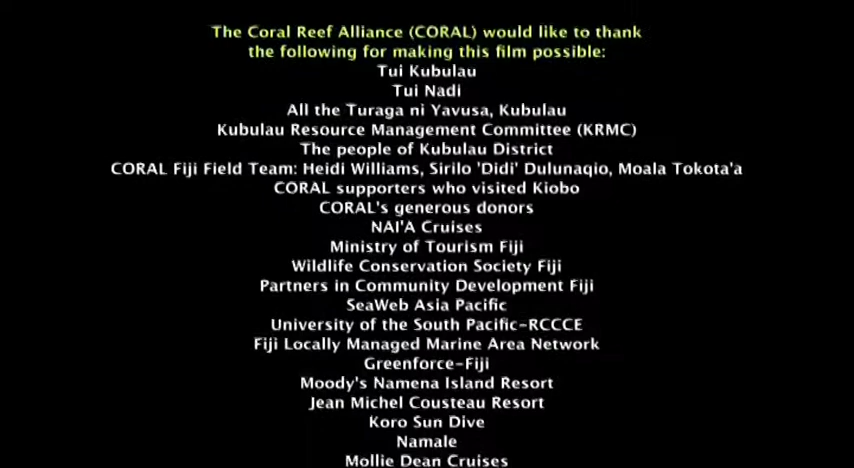 The Coral Reef Alliance (CORAL) would like to thank
the following for making this film possible:
Tui Kubulau
Tui Nadi
All the Turaga ni Yavusa, Kubulau
Kubulau Resource Management Committee (KRMC)
The people of Kubulau District
CORAL Fiji Field Team: Heidi Williams, Sirilo 'Didi' Dulunaqio, Moala Tokota'a
CORAL supporters who visited Kiobo
CORAL's generous donors
NAI'A Cruises
Ministry of Tourism Fiji
Wildlife Conservation Society Fiji
Partners in Community Development Fiji
SeaWeb Asia Pacific
University of the South Pacific-RCCCE
Fiji Locally Managed Marine Area Network
Greenforce-Fiji
Moody's Namena Island Resort
Jean Michel Cousteau Resort
Koro Sun Dive
Namale
Mollie Dean Cruises